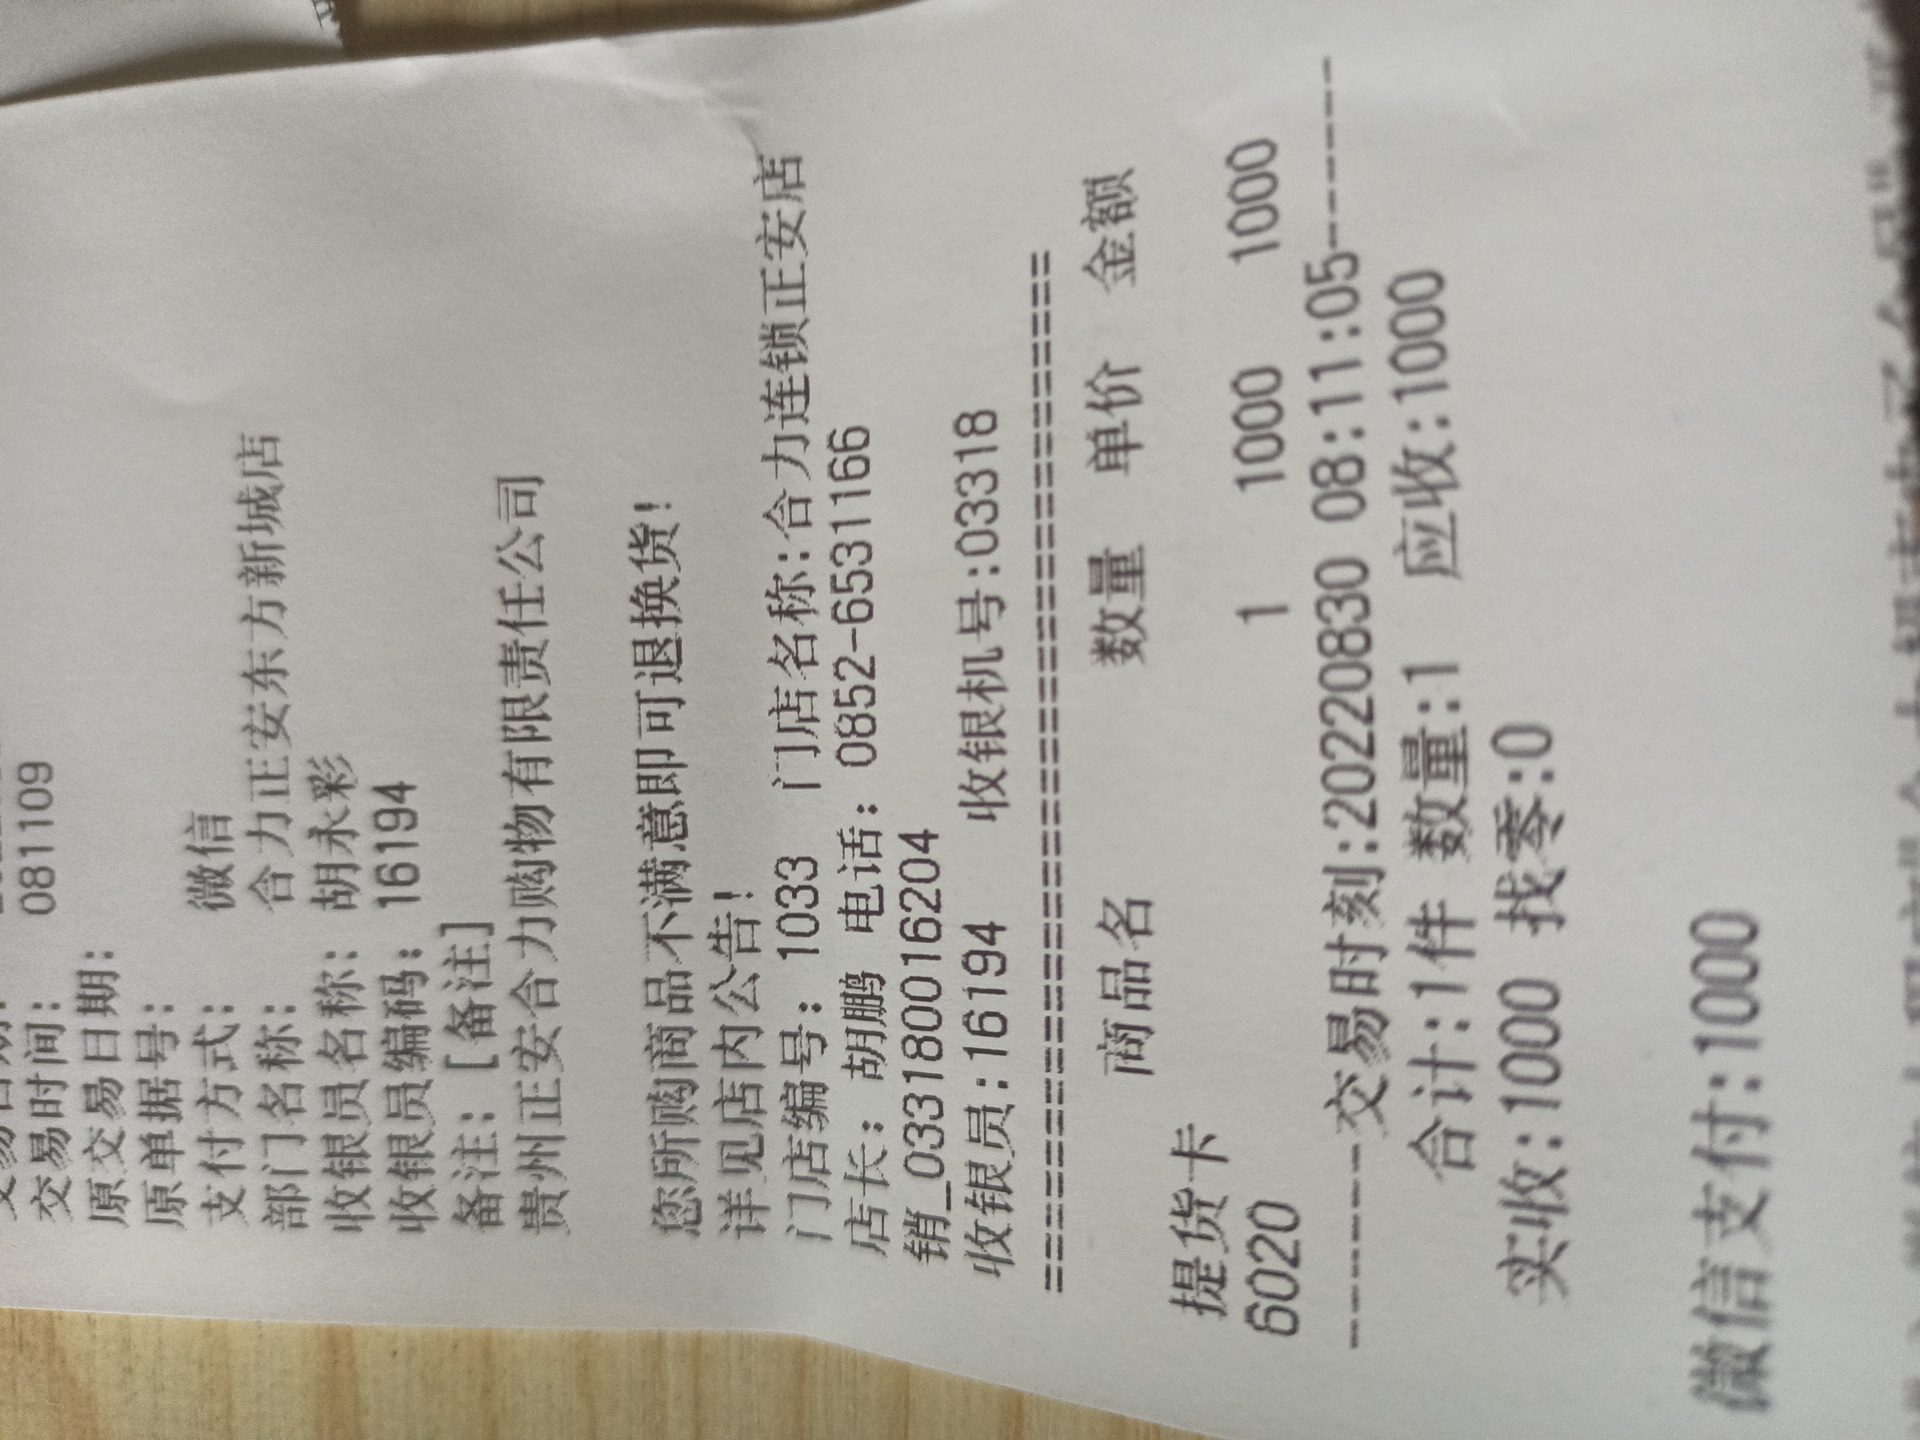 081109
交易时间：
原交易日期：
原单据号：
支付方式： 微信
部门名称： 合力正安东方新城店
收银员名称： 胡永彩
收银员编码： 16194
备注：[备注]
贵州正安合力购物有限责任公司
您所购商品不满意即可退换货！
详见店内公告！
门店编号： 1033 门店名称：合力连锁正安店
店长： 胡鹏 电话： 0852-6531166
销_0331800016204
收银员：16194 收银机号：03318
==========================================
商品名 数量 单价 金额
提货卡
6020 1 1000 1000
--------交易时刻：20220830 08:11:05--------
合计：1件 数量：1 应收：1000
实收：1000 找零：0
微信支付：1000